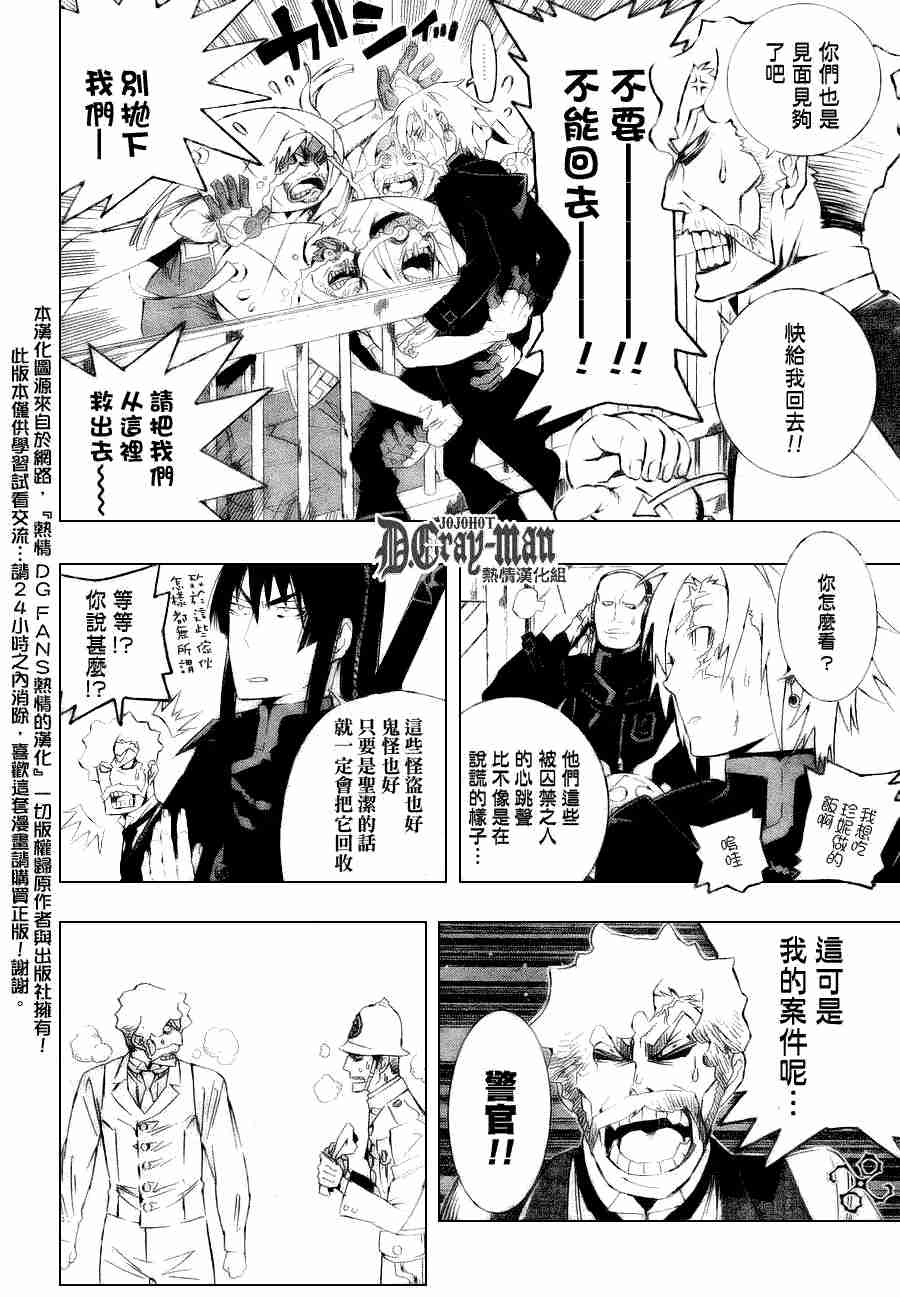 你們也是
見面見夠
了吧
不要——
不能回去——!!
ガルシィッ
別拋下
我們—
快給我回去!!
請把我們
从這裡
救出去~
JOJOHOT
D.Gray-man
熱情漢化組
你怎麼看?
他們這些
被囚禁之人
的心跳聲
比不像是在
說謊的樣子…
我想吃
珍妮做的
飯啊
嗚哇
這些怪盜也好
鬼怪也好
只要是聖潔的話
就一定會把它回收
至於這些傢伙
怎樣都無所謂
等等!?
你說甚麼!?
這可是
我的案件呢…
警官!!
本漢化圖源來自於網路,『熱情DG FANS熱情的漢化』一切版權歸原作者與出版社擁有!
此版本僅供學習試看交流…請24小時之內消除,喜歡這套漫畫請購買正版!謝謝。